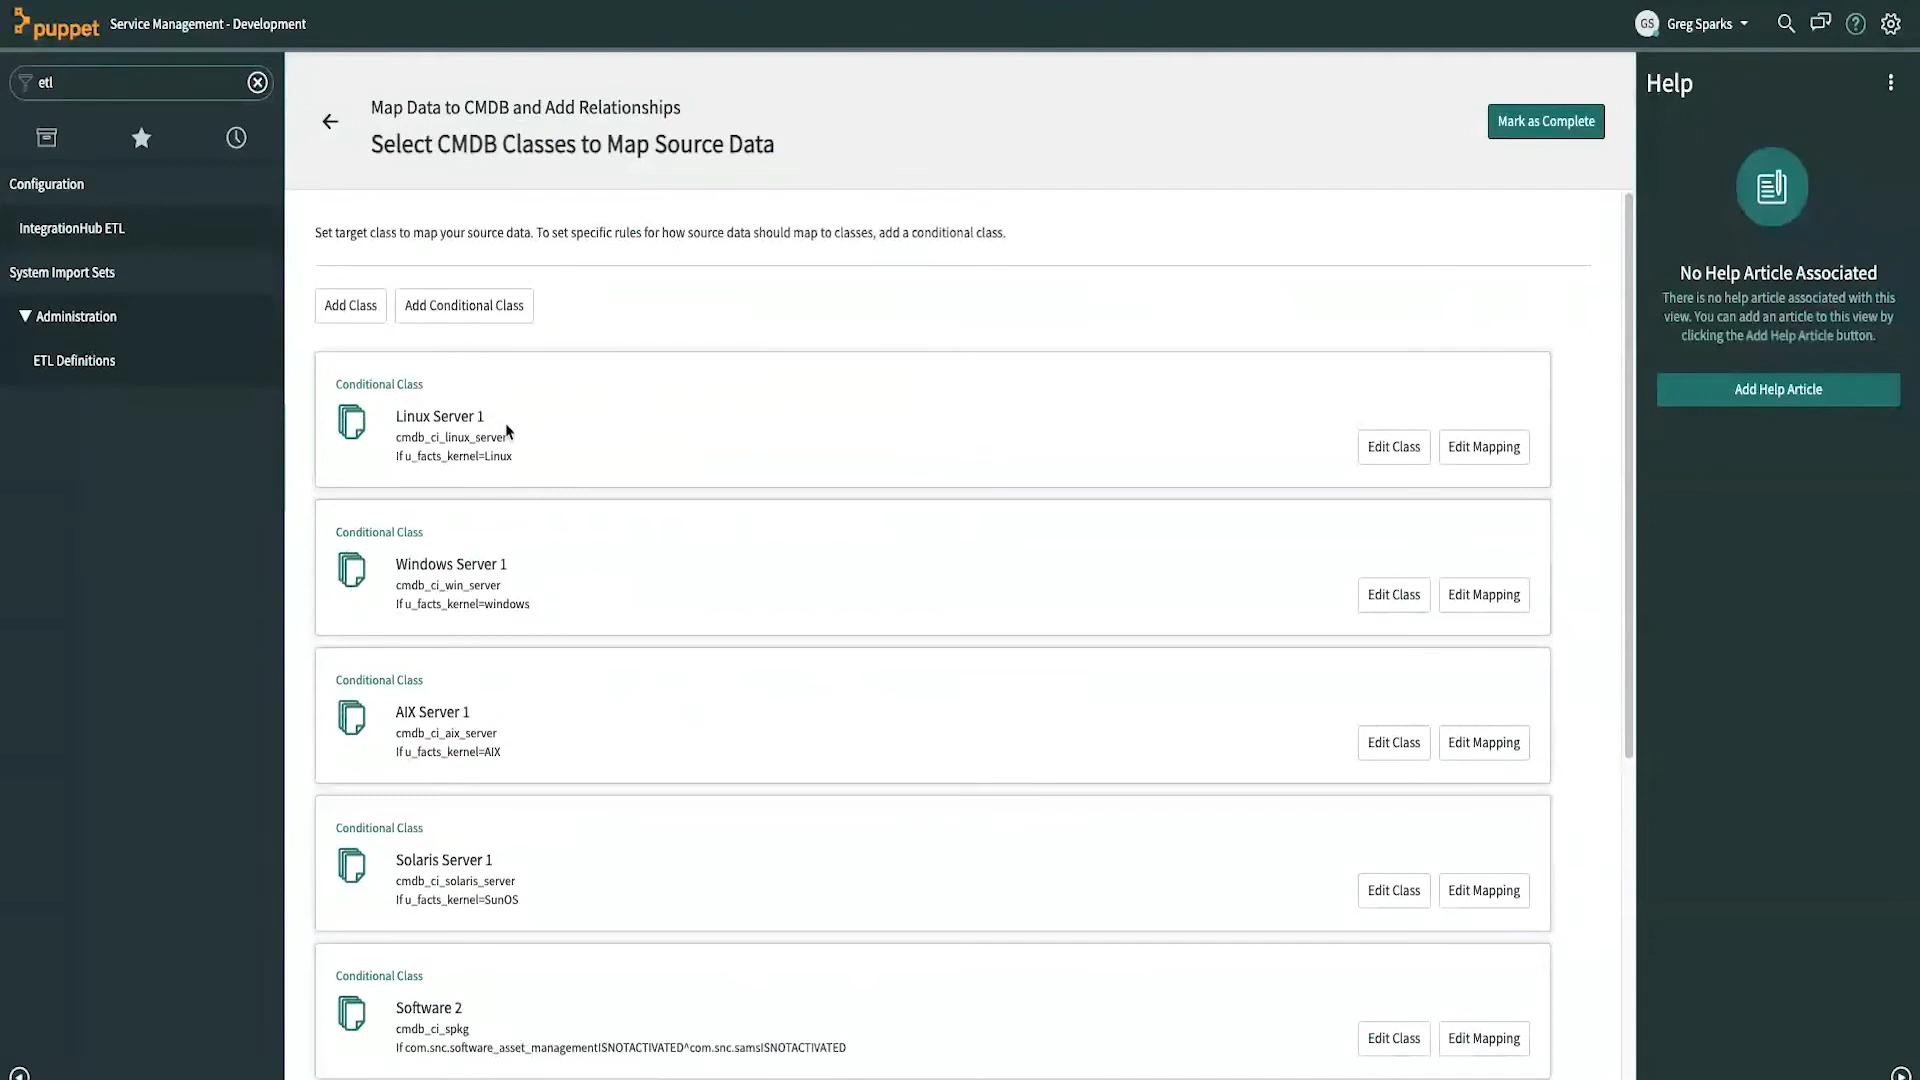 puppet Service Management - Development
GS Greg Sparks
etl
Configuration
IntegrationHub ETL
System Import Sets
Administration
ETL Definitions
Map Data to CMDB and Add Relationships
Select CMDB Classes to Map Source Data
Mark as Complete
Set target class to map your source data. To set specific rules for how source data should map to classes, add a conditional class.
Add Class Add Conditional Class
Conditional Class
Linux Server 1
cmdb_ci_linux_server
If u_facts_kernel=Linux
Edit Class Edit Mapping
Conditional Class
Windows Server 1
cmdb_ci_win_server
If u_facts_kernel=windows
Edit Class Edit Mapping
Conditional Class
AIX Server 1
cmdb_ci_aix_server
If u_facts_kernel=AIX
Edit Class Edit Mapping
Conditional Class
Solaris Server 1
cmdb_ci_solaris_server
If u_facts_kernel=SunOS
Edit Class Edit Mapping
Conditional Class
Software 2
cmdb_ci_spkg
If com.snc.software_asset_managementISNOTACTIVATED^com.snc.samsISNOTACTIVATED
Edit Class Edit Mapping
Help
No Help Article Associated
There is no help article associated with this
view. You can add an article to this view by
clicking the Add Help Article button.
Add Help Article